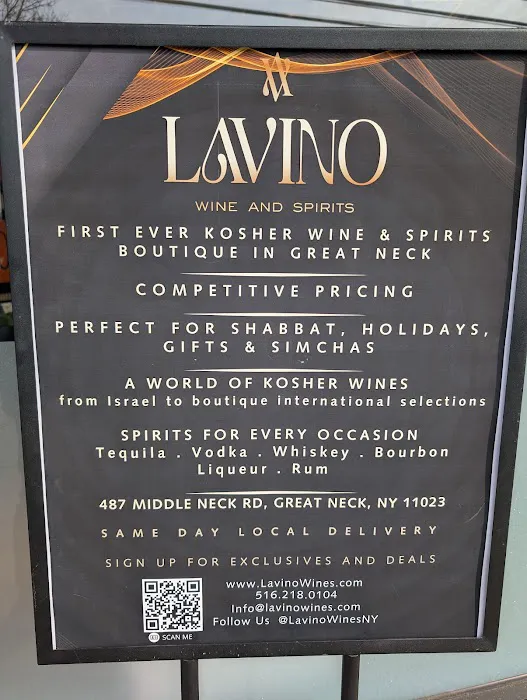 LAVINO
WINE AND SPIRITS
FIRST EVER KOSHER WINE & SPIRITS
BOUTIQUE IN GREAT NECK
COMPETITIVE PRICING
PERFECT FOR SHABBAT, HOLIDAYS,
GIFTS & SIMCHAS
A WORLD OF KOSHER WINES
from Israel to boutique international selections
SPIRITS FOR EVERY OCCASION
Tequila . Vodka . Whiskey . Bourbon
Liqueur . Rum
487 MIDDLE NECK RD, GREAT NECK, NY 11023
SAME DAY LOCAL DELIVERY
SIGN UP FOR EXCLUSIVES AND DEALS
www.LavinoWines.com
516.218.0104
Info@lavinowines.com
Follow Us @LavinoWinesNY
SCAN ME